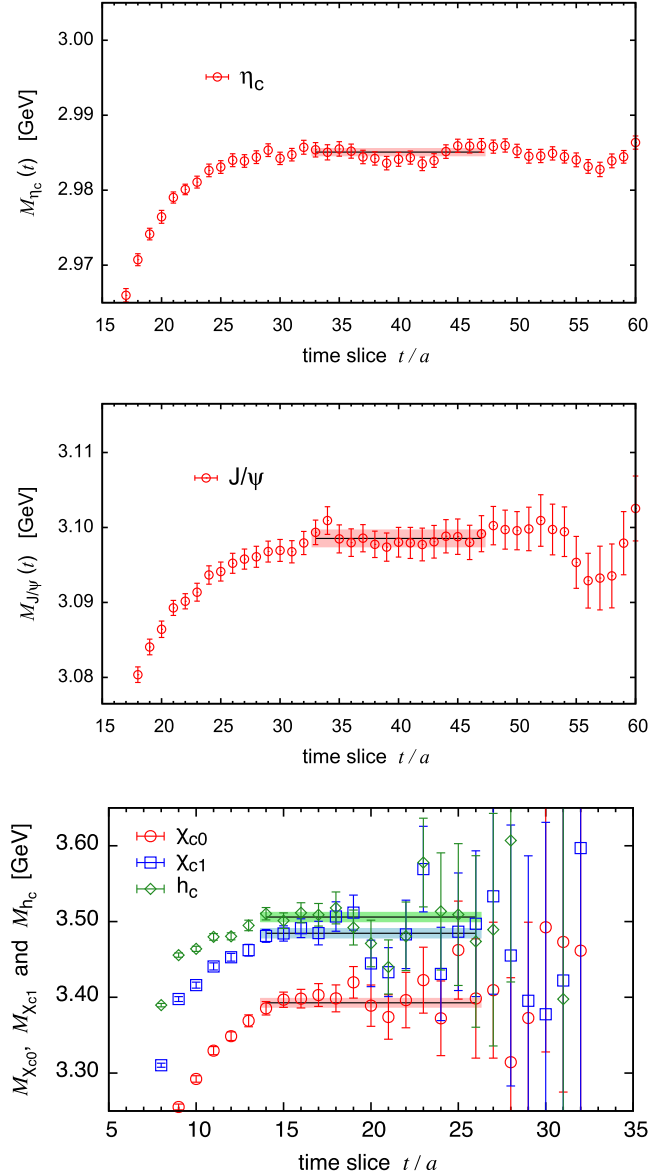 3.00
2.99
2.98
2.97
M_ηc (t) [GeV]
η_c
15 20 25 30 35 40 45 50 55 60
time slice t / a
3.11
3.10
3.09
3.08
M_J/ψ (t) [GeV]
J/ψ
15 20 25 30 35 40 45 50 55 60
time slice t / a
3.60
3.50
3.40
3.30
M_χc0, M_χc1 and M_hc [GeV]
χ_c0
χ_c1
h_c
5 10 15 20 25 30 35
time slice t / a